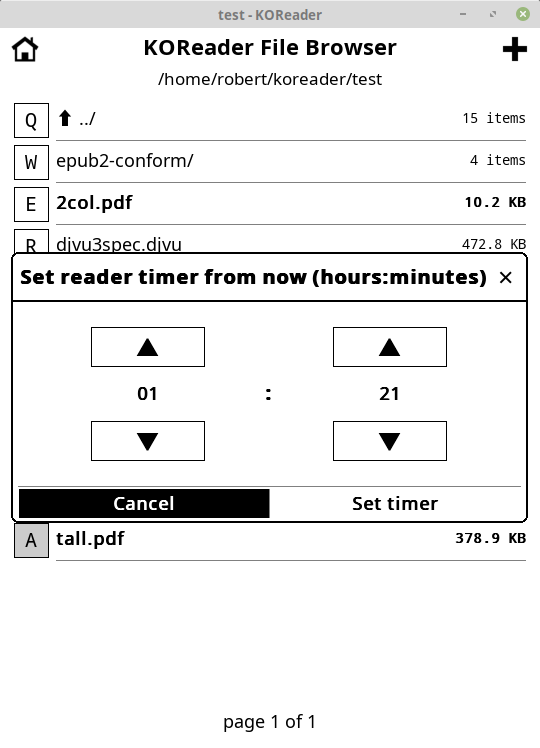 test - KOReader
KOReader File Browser
/home/robert/koreader/test
Q ../ 15 items
W epub2-conform/ 4 items
E 2col.pdf 10.2 KB
R djvu3spec.djvu 472.8 KB
Set reader timer from now (hours:minutes) ×
01 : 21
Cancel Set timer
A tall.pdf 378.9 KB
page 1 of 1